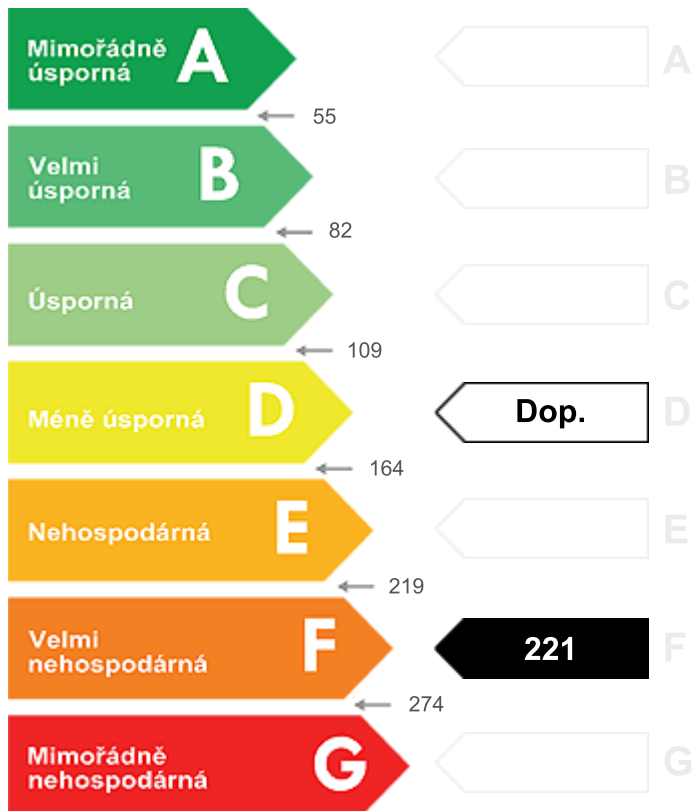 Mimořádně
úsporná
A
A
55
Velmi
úsporná
B
B
82
Úsporná
C
C
109
Méně úsporná
D
Dop.
D
164
Nehospodárná
E
E
219
Velmi
nehospodárná
F
221
F
274
Mimořádně
nehospodárná
G
G